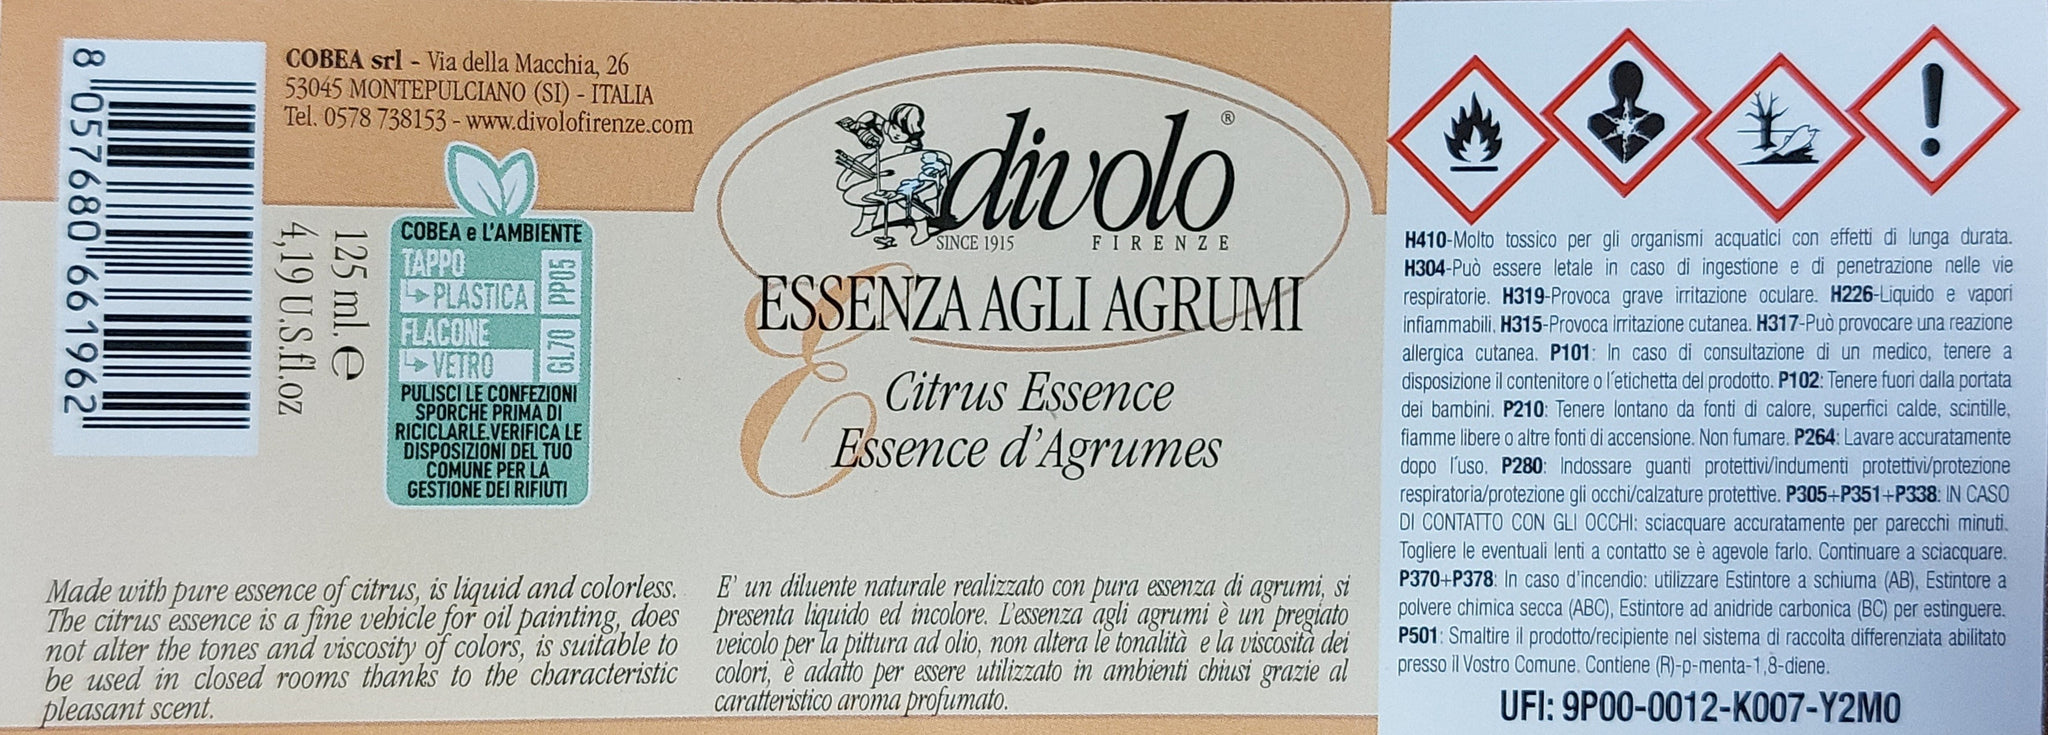 8 057680 661962
COBEA srl - Via della Macchia, 26
53045 MONTEPULCIANO (SI) - ITALIA
Tel. 0578 738153 - www.divolofirenze.com
125 ml. e
4,19 U.S.fl.oz
COBEA e L'AMBIENTE
TAPPO
PLASTICA
PP05
FLACONE
VETRO
GL70
PULISCI LE CONFEZIONI
SPORCHE PRIMA DI
RICICLARLE.VERIFICA LE
DISPOSIZIONI DEL TUO
COMUNE PER LA
GESTIONE DEI RIFIUTI
Made with pure essence of citrus, is liquid and colorless.
The citrus essence is a fine vehicle for oil painting, does
not alter the tones and viscosity of colors, is suitable to
be used in closed rooms thanks to the characteristic
pleasant scent.
divolo®
SINCE 1915 FIRENZE
E
ESSENZA AGLI AGRUMI
Citrus Essence
Essence d'Agrumes
E' un diluente naturale realizzato con pura essenza di agrumi, si
presenta liquido ed incolore. L'essenza agli agrumi è un pregiato
veicolo per la pittura ad olio, non altera le tonalità e la viscosità dei
colori, è adatto per essere utilizzato in ambienti chiusi grazie al
caratteristico aroma profumato.
H410-Molto tossico per gli organismi acquatici con effetti di lunga durata.
H304-Può essere letale in caso di ingestione e di penetrazione nelle vie
respiratorie. H319-Provoca grave irritazione oculare. H226-Liquido e vapori
infiammabili. H315-Provoca irritazione cutanea. H317-Può provocare una reazione
allergica cutanea. P101: In caso di consultazione di un medico, tenere a
disposizione il contenitore o l'etichetta del prodotto. P102: Tenere fuori dalla portata
dei bambini. P210: Tenere lontano da fonti di calore, superfici calde, scintille,
fiamme libere o altre fonti di accensione. Non fumare. P264: Lavare accuratamente
dopo l'uso. P280: Indossare guanti protettivi/indumenti protettivi/protezione
respiratoria/protezione gli occhi/calzature protettive. P305+P351+P338: IN CASO
DI CONTATTO CON GLI OCCHI: sciacquare accuratamente per parecchi minuti.
Togliere le eventuali lenti a contatto se è agevole farlo. Continuare a sciacquare.
P370+P378: In caso d'incendio: utilizzare Estintore a schiuma (AB), Estintore a
polvere chimica secca (ABC), Estintore ad anidride carbonica (BC) per estinguere.
P501: Smaltire il prodotto/recipiente nel sistema di raccolta differenziata abilitato
presso il Vostro Comune. Contiene (R)-p-menta-1,8-diene.
UFI: 9P00-0012-K007-Y2M0